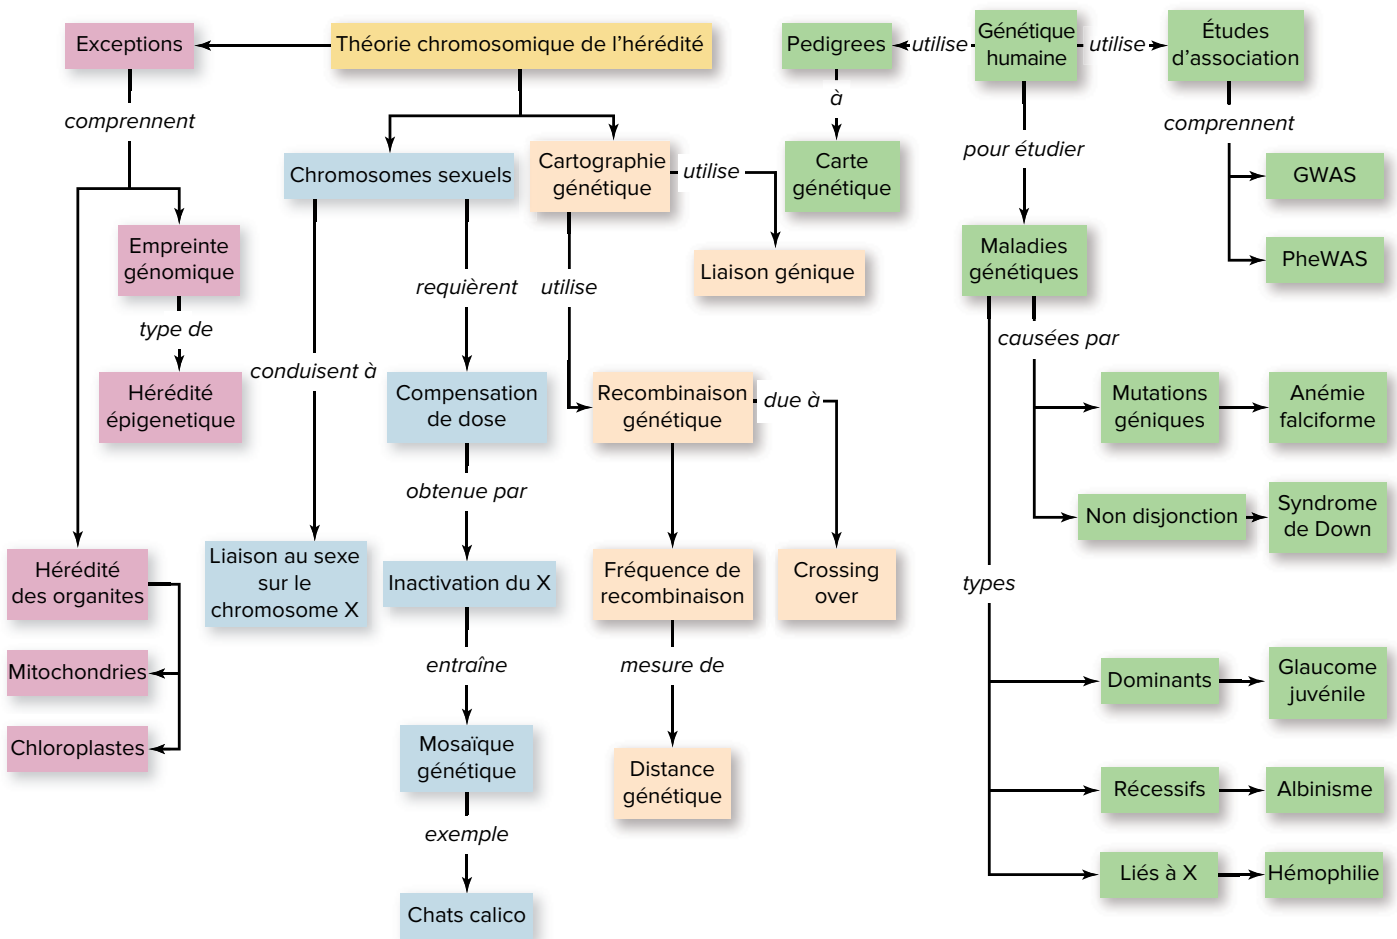 Exceptions
Théorie chromosomique de l'hérédité
Pedigrees
utilise
Génétique
humaine
utilise
Études
d'association
comprennent
à
pour étudier
comprennent
Chromosomes sexuels
Cartographie
génétique
utilise
Carte
génétique
GWAS
Empreinte
génomique
requièrent
utilise
Liaison génique
Maladies
génétiques
PheWAS
type de
conduisent à
causées par
Hérédité
épigenetique
Compensation
de dose
Recombinaison
génétique
due à
Mutations
géniques
Anémie
falciforme
obtenue par
Non disjonction
Syndrome
de Down
Hérédité
des organites
Liaison au sexe
sur le
chromosome X
Inactivation du X
Fréquence de
recombinaison
Crossing
over
types
Mitochondries
entraîne
mesure de
Dominants
Glaucome
juvénile
Chloroplastes
Mosaïque
génétique
Distance
génétique
Récessifs
Albinisme
exemple
Liés à X
Hémophilie
Chats calico